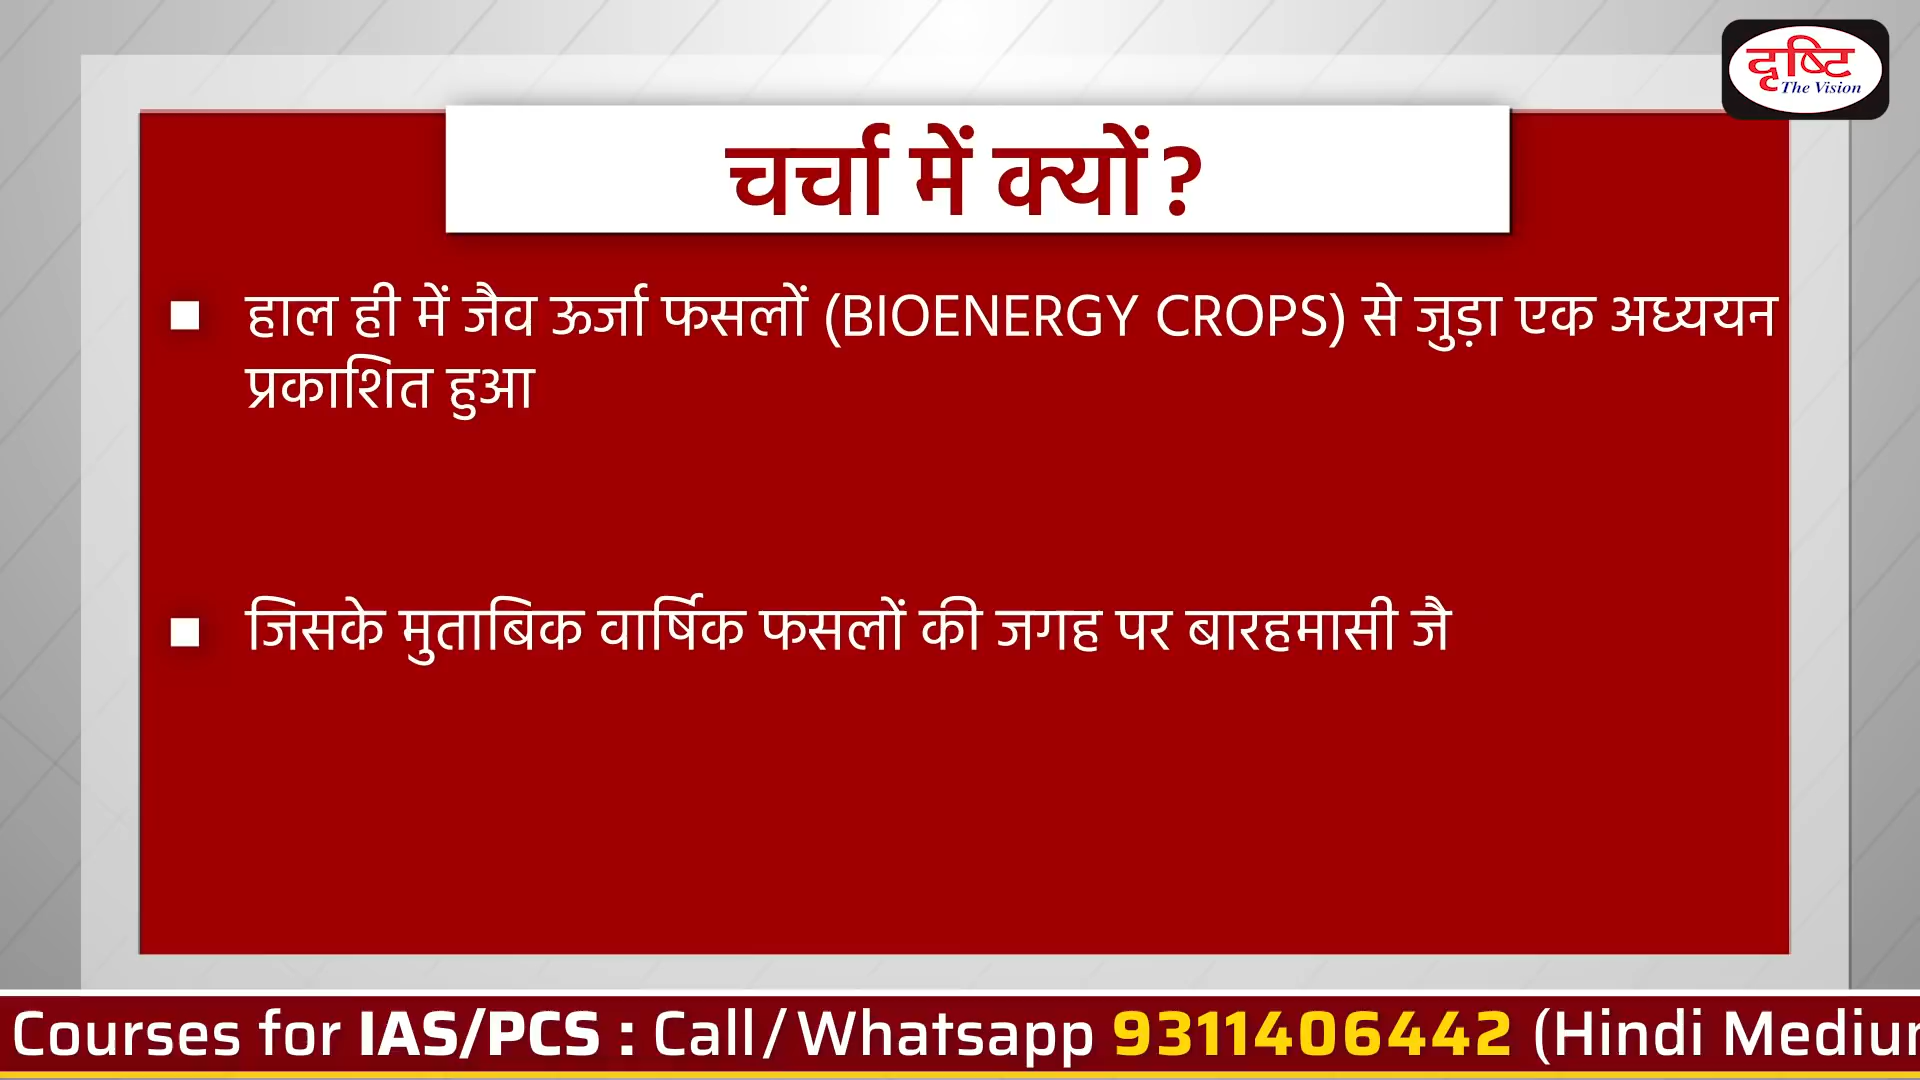 दृष्टि
The Vision
चर्चा में क्यों?
हाल ही में जैव ऊर्जा फसलों (BIOENERGY CROPS) से जुड़ा एक अध्ययन
प्रकाशित हुआ
जिसके मुताबिक वार्षिक फसलों की जगह पर बारहमासी जै
Courses for IAS/PCS : Call/Whatsapp 9311406442 (Hindi Mediu